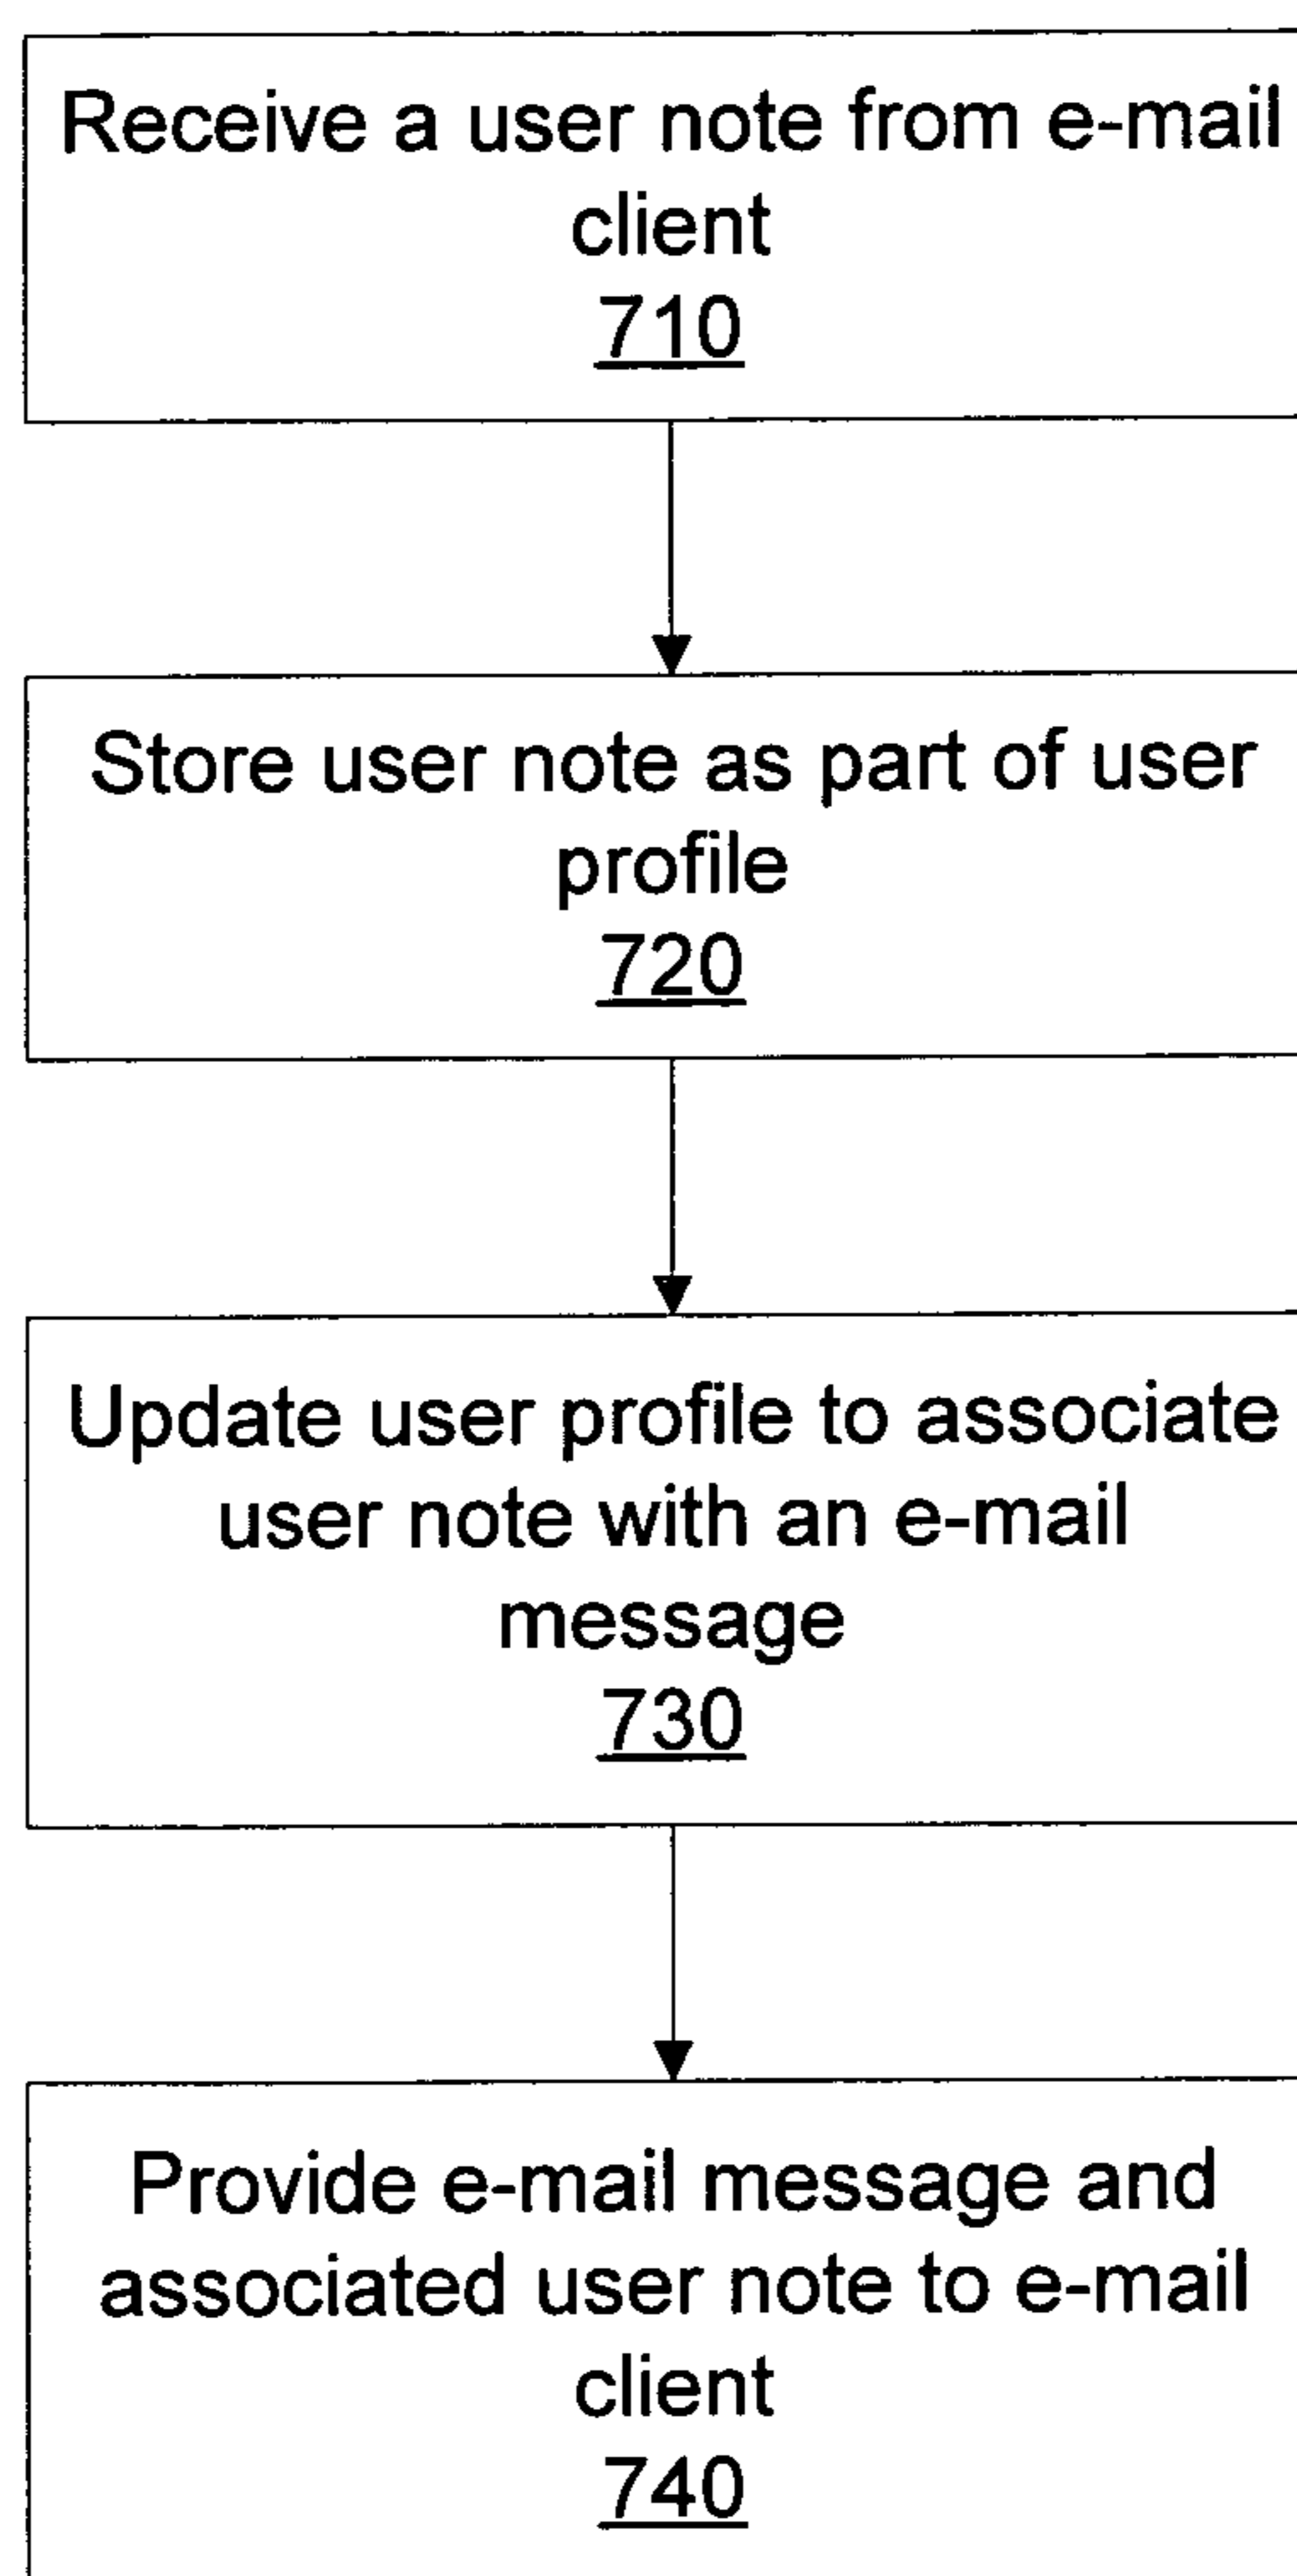 Receive a user note from e-mail
client
710
Store user note as part of user
profile
720
Update user profile to associate
user note with an e-mail
message
730
Provide e-mail message and
associated user note to e-mail
client
740